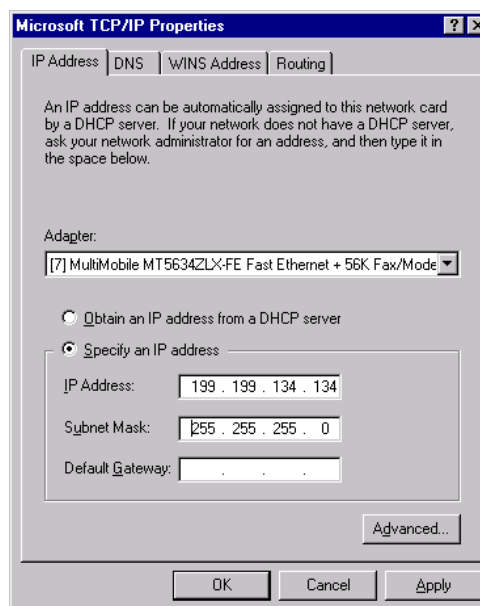 Microsoft TCP/IP Properties ? ×
IP Address DNS WINS Address Routing
An IP address can be automatically assigned to this network card
by a DHCP server. If your network does not have a DHCP server,
ask your network administrator for an address, and then type it in
the space below.
Adapter:
[7] MultiMobile MT5634ZLX-FE Fast Ethernet + 56K Fax/Mode
Obtain an IP address from a DHCP server
Specify an IP address
IP Address: 199 . 199 . 134 . 134
Subnet Mask: 255 . 255 . 255 . 0
Default Gateway: . . .
Advanced...
OK Cancel Apply